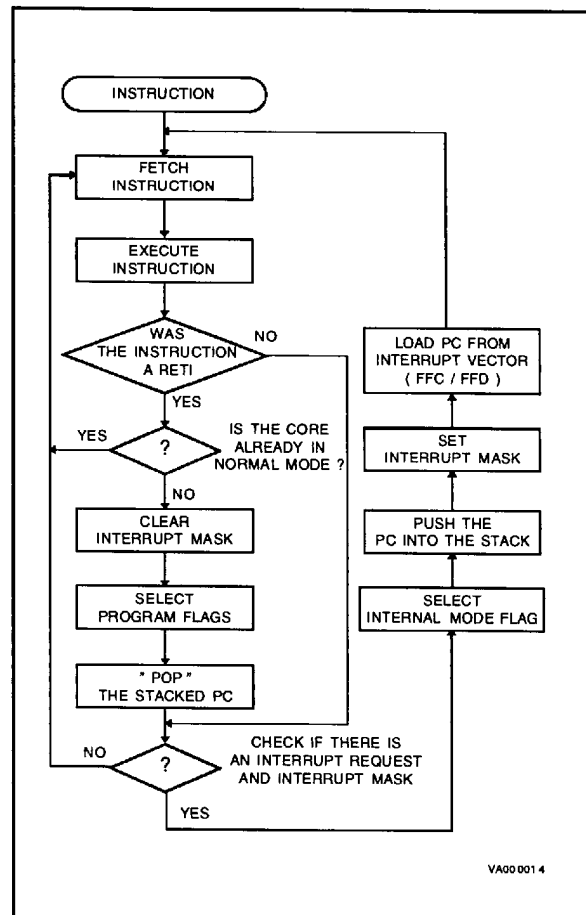 INSTRUCTION
FETCH
INSTRUCTION
EXECUTE
INSTRUCTION
WAS
THE INSTRUCTION
A RETI
NO
YES
YES
?
IS THE CORE
ALREADY IN
NORMAL MODE ?
NO
CLEAR
INTERRUPT MASK
SELECT
PROGRAM FLAGS
" POP "
THE STACKED PC
NO
?
CHECK IF THERE IS
AN INTERRUPT REQUEST
AND INTERRUPT MASK
YES
LOAD PC FROM
INTERRUPT VECTOR
( FFC / FFD )
SET
INTERRUPT MASK
PUSH THE
PC INTO THE STACK
SELECT
INTERNAL MODE FLAG
VA000014